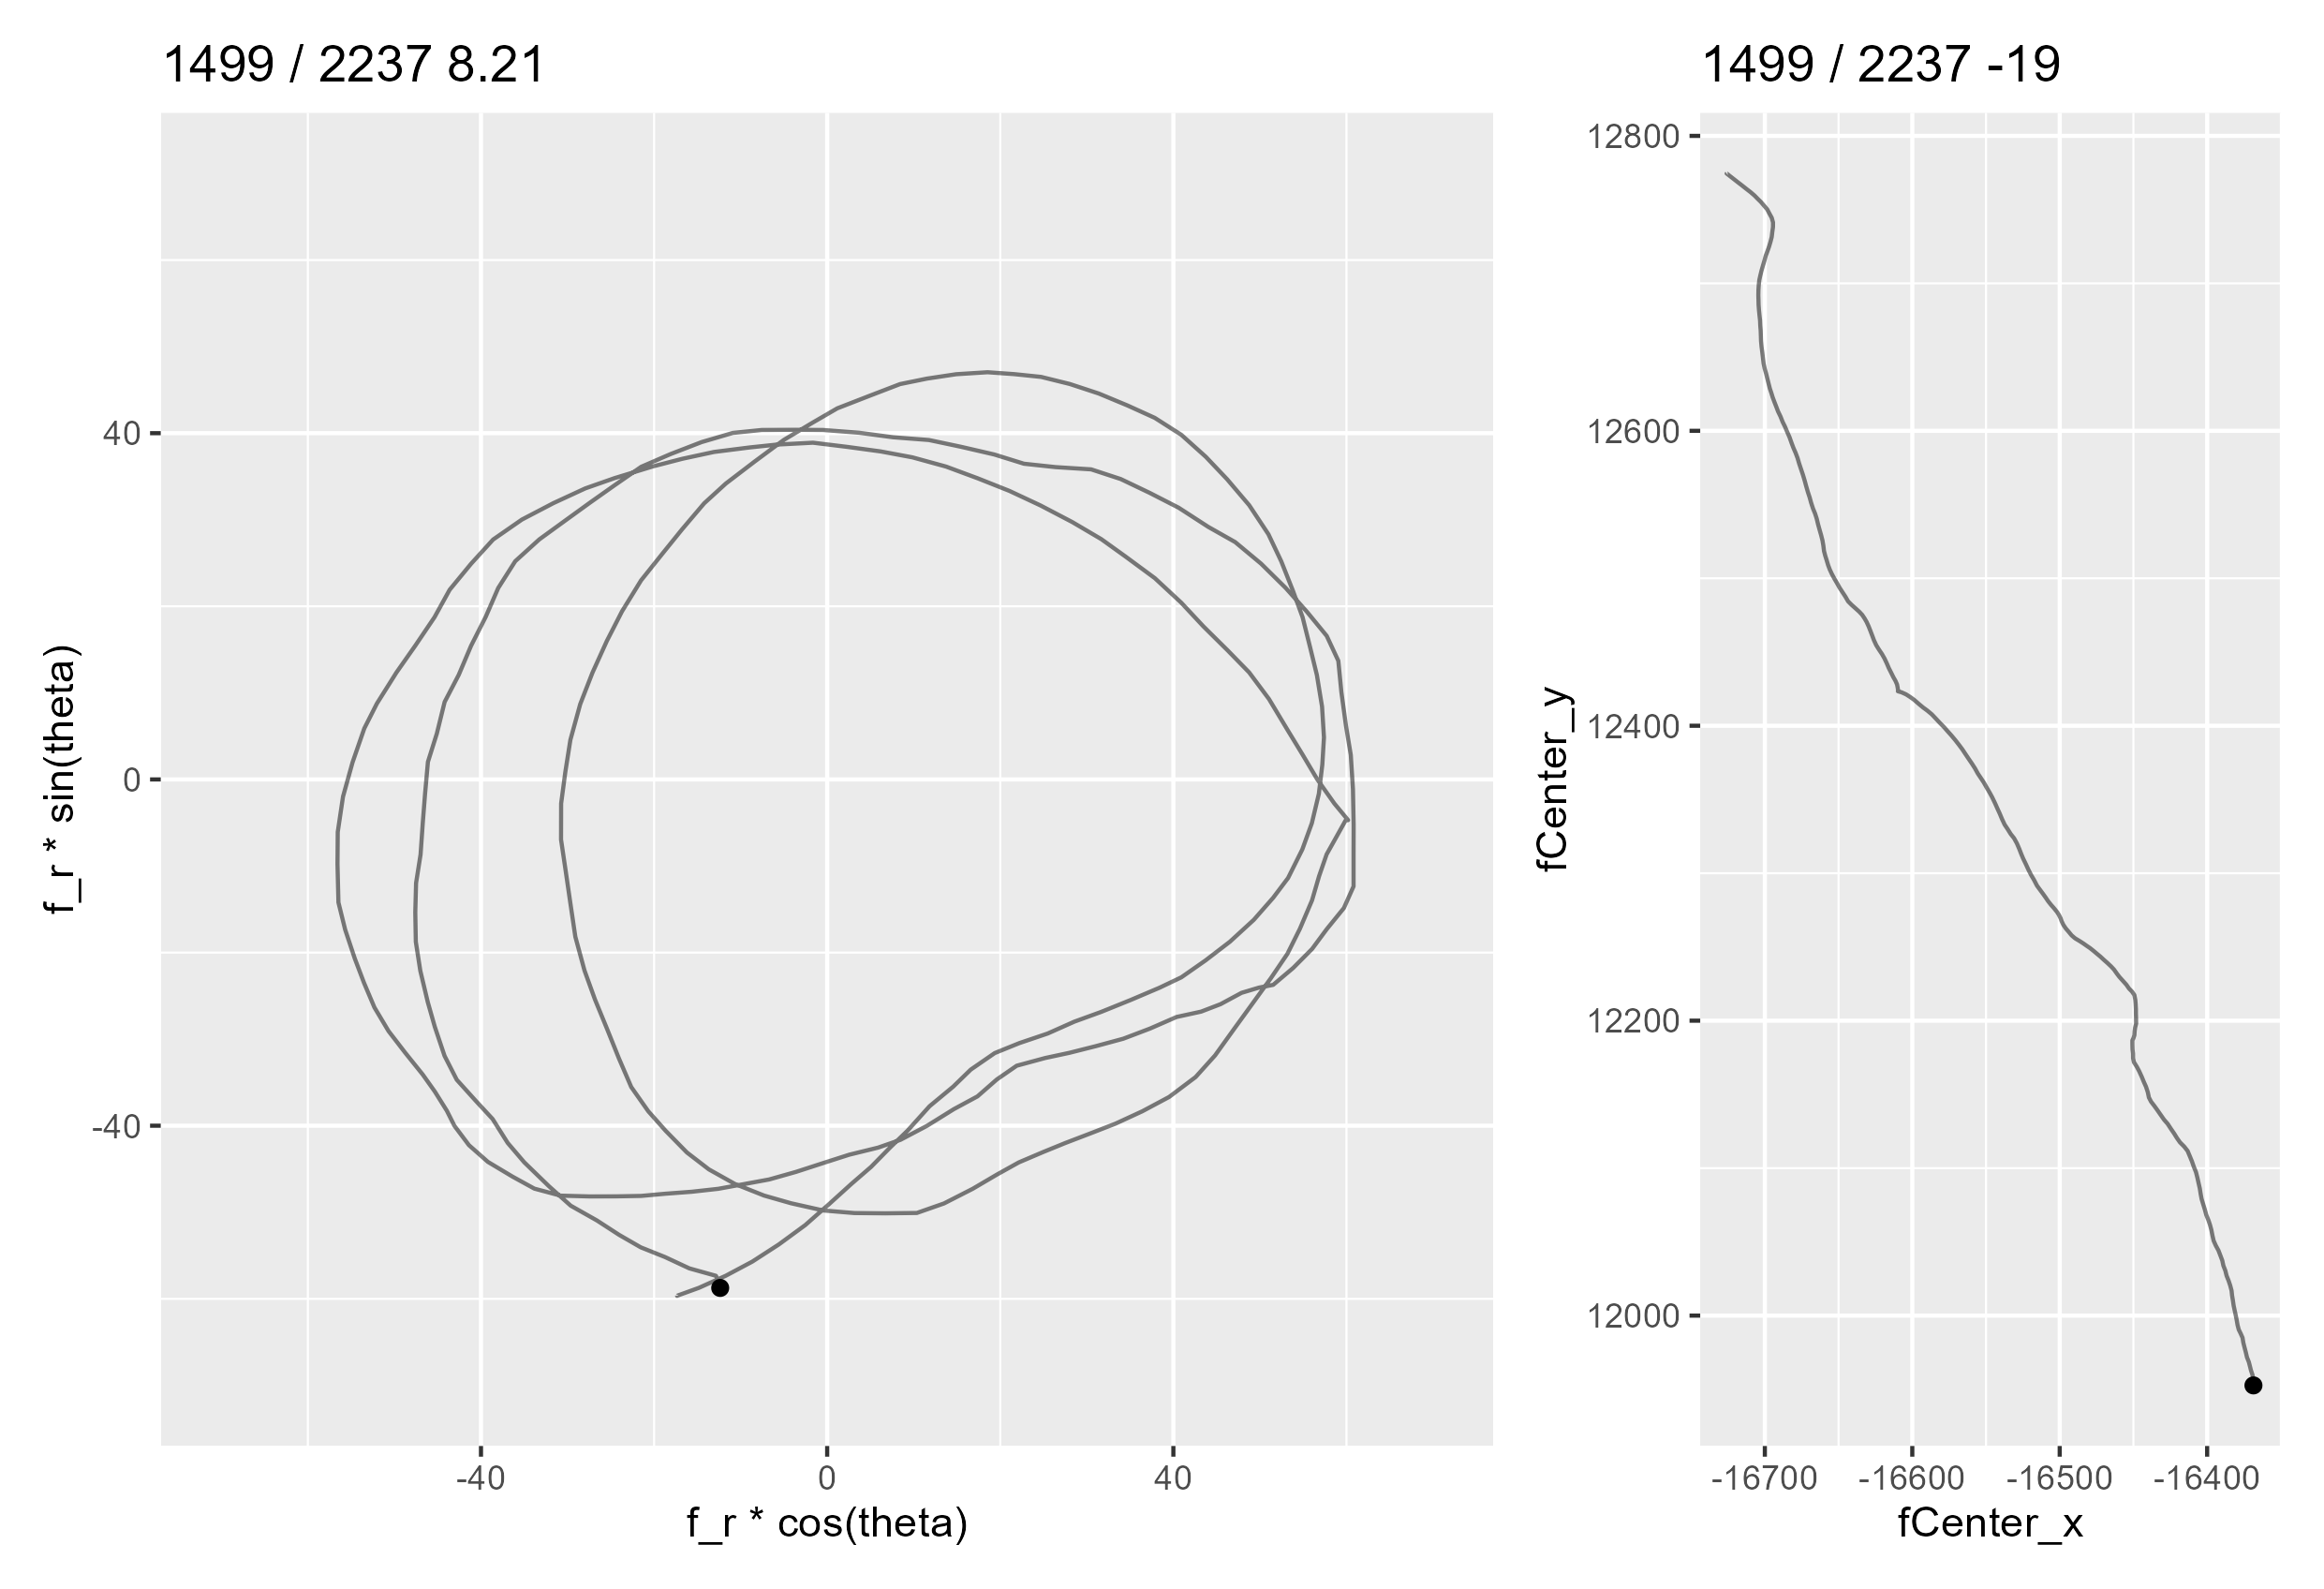 1499 / 2237 8.21
40
0
-40
f_r * sin(theta)
-40
0
40
f_r * cos(theta)
1499 / 2237 -19
12800
12600
12400
12200
12000
fCenter_y
-16700
-16600
-16500
-16400
fCenter_x